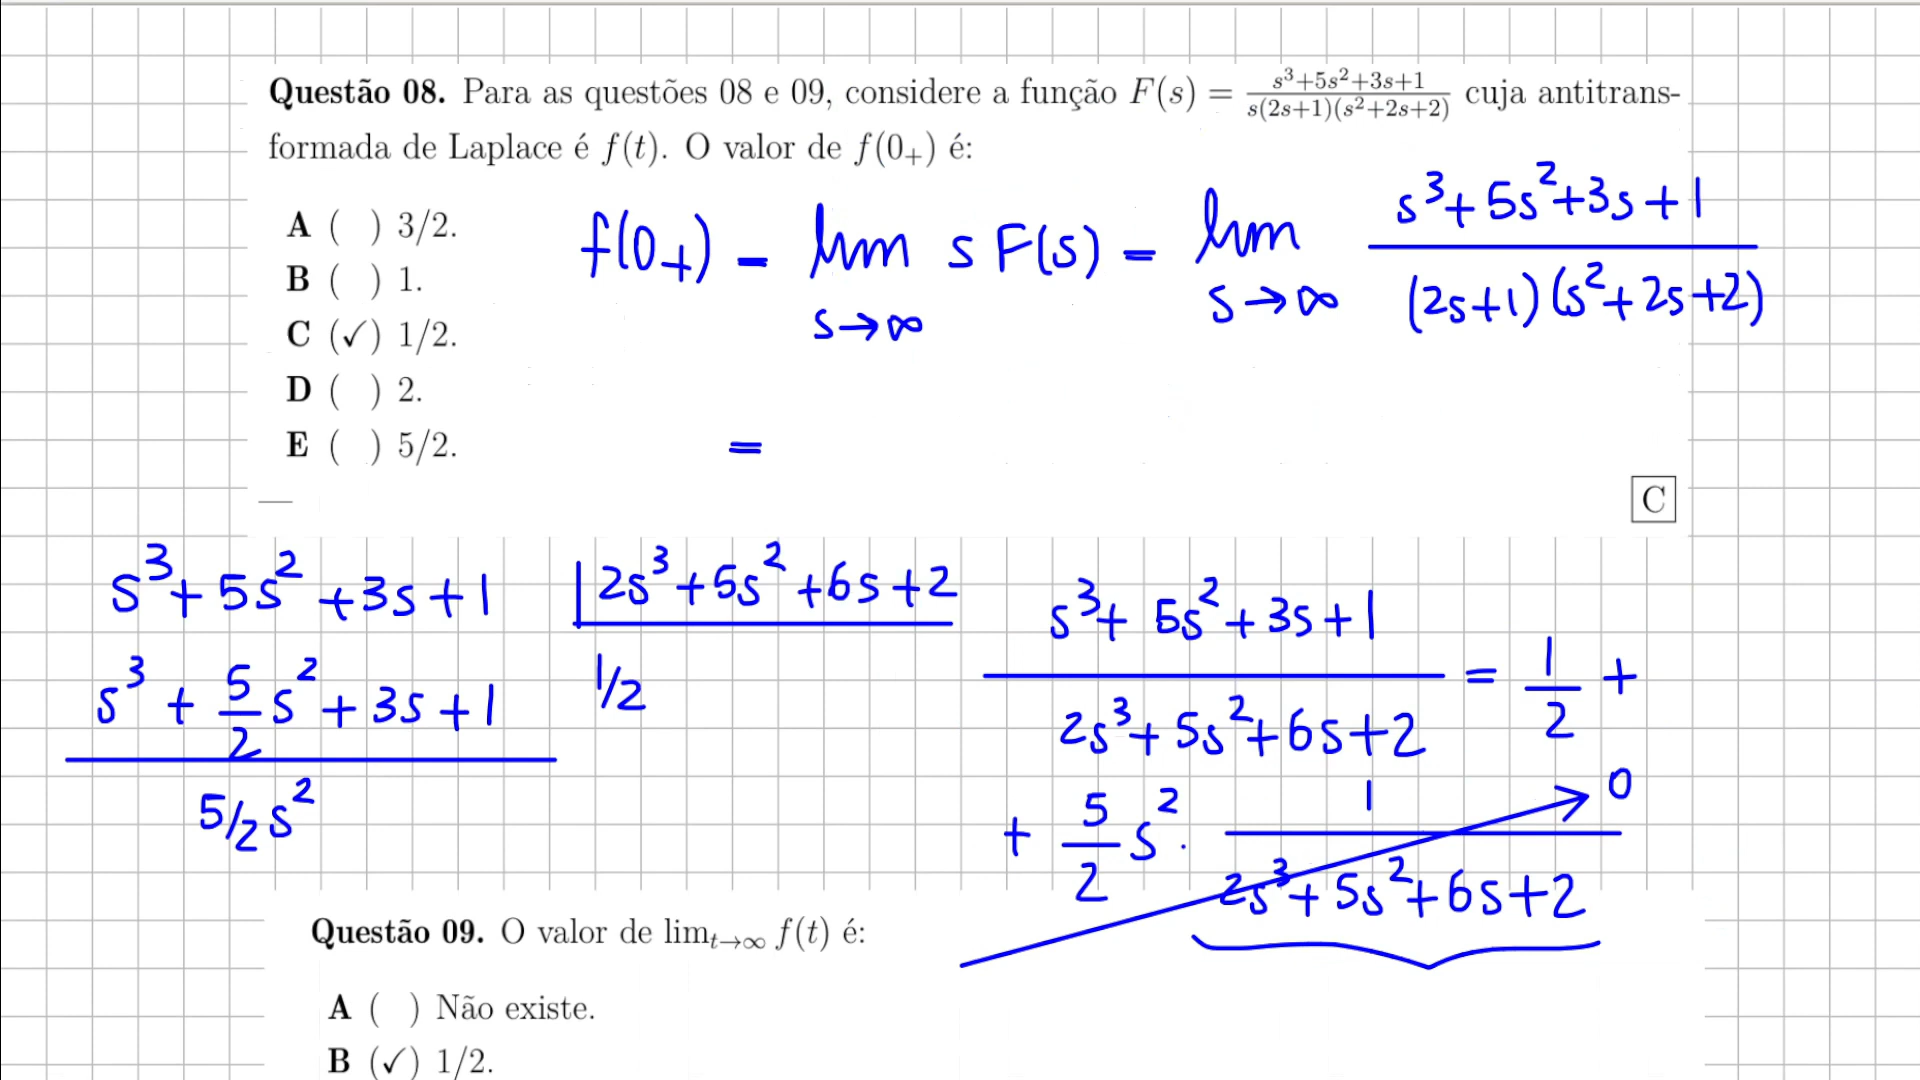 Questão 08. Para as questões 08 e 09, considere a função F(s) = (s³+5s²+3s+1)/(s(2s+1)(s²+2s+2)) cuja antitrans-
formada de Laplace é f(t). O valor de f(0₊) é:
A ( ) 3/2.
B ( ) 1.
C (✓) 1/2.
D ( ) 2.
E ( ) 5/2.
f(0+) = lim s→∞ s F(s) = lim s→∞ (s³+5s²+3s+1)/((2s+1)(s²+2s+2))
=
C
s³+5s²+3s+1 |2s³+5s²+6s+2
s³ + 5/2 s² + 3s + 1 1/2
5/2 s²
(s³+5s²+3s+1)/(2s³+5s²+6s+2) = 1/2 +
+ 5/2 s² · 1/(2s³+5s²+6s+2) → 0
Questão 09. O valor de lim t→∞ f(t) é:
A ( ) Não existe.
B (✓) 1/2.